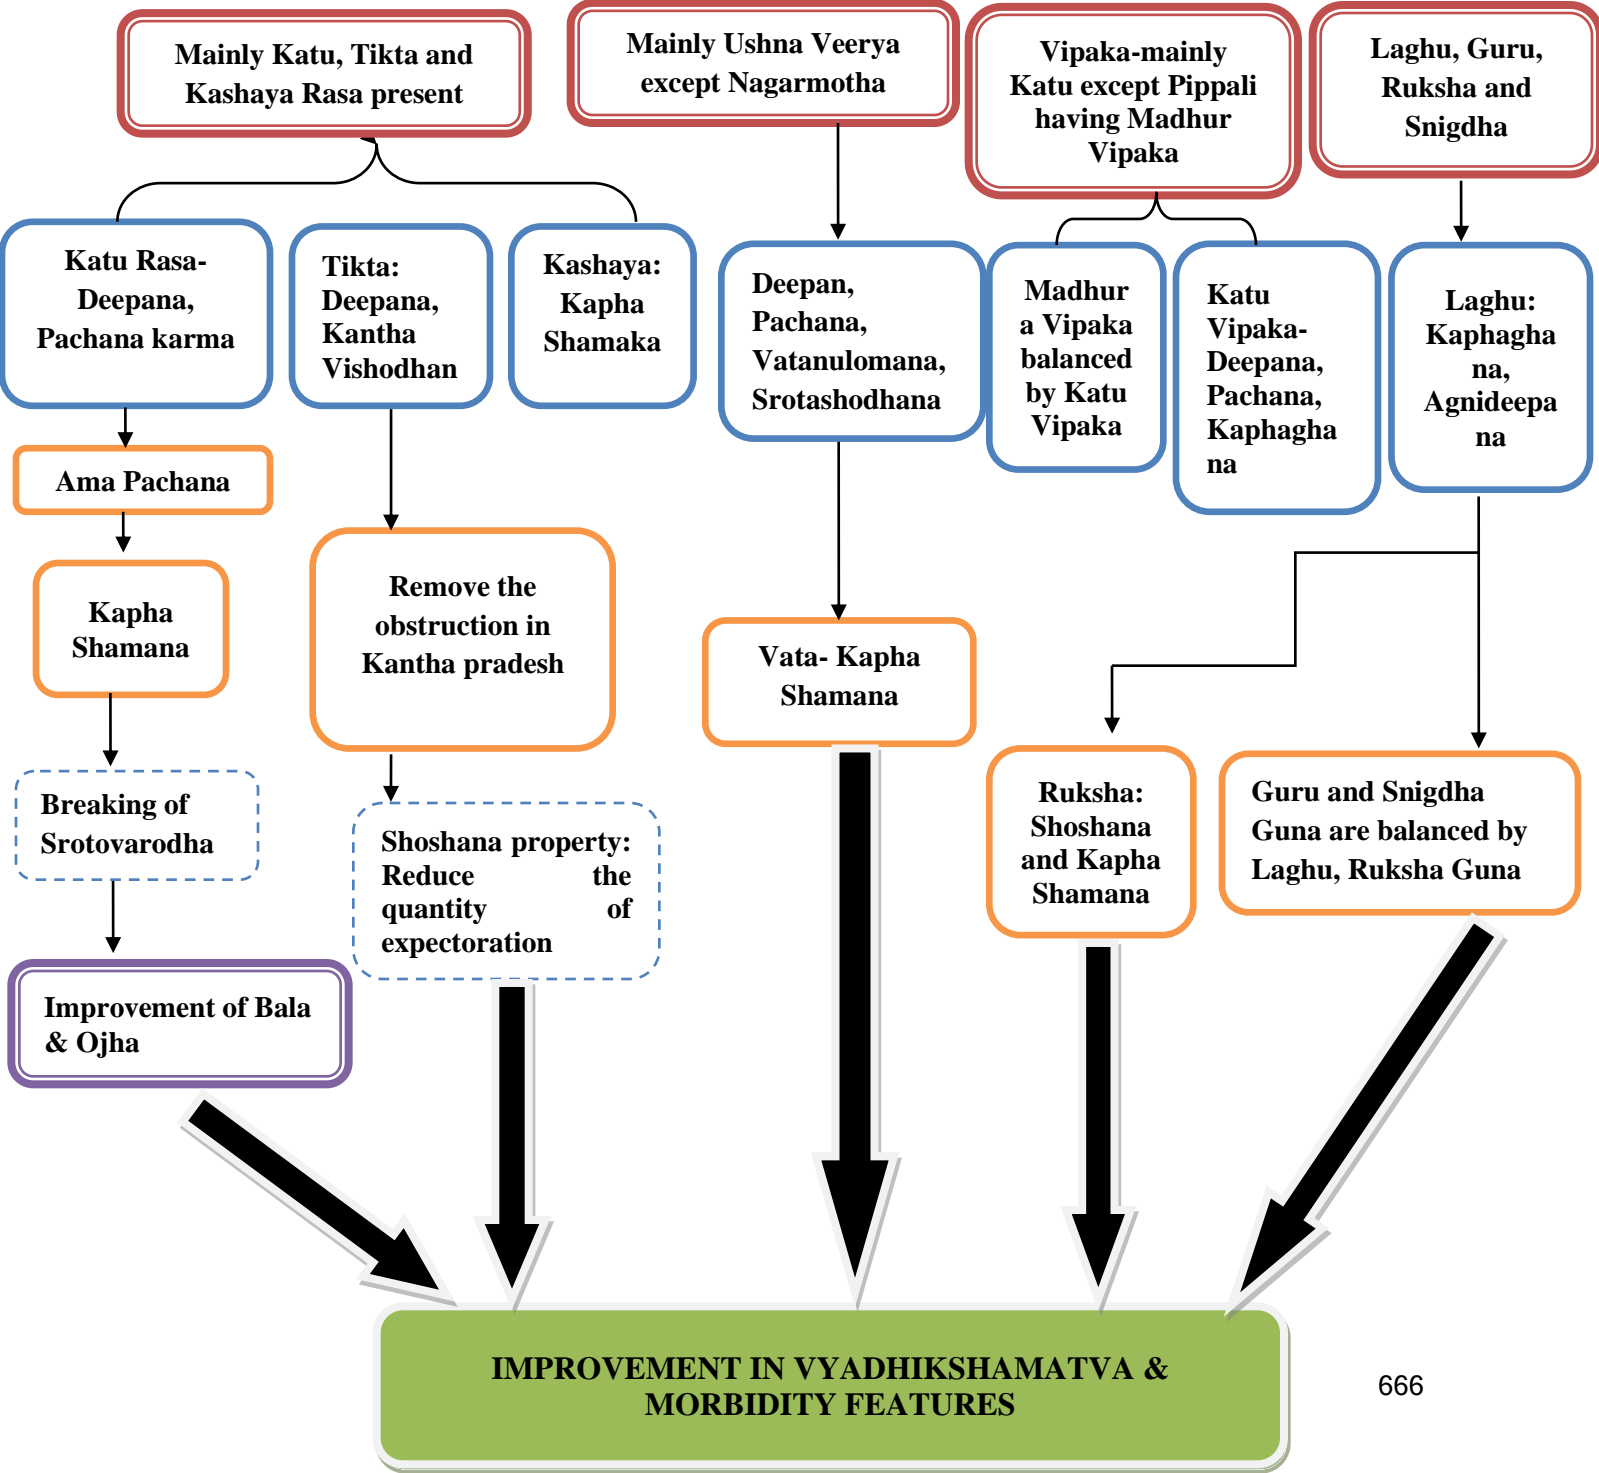 Mainly Katu, Tikta and
Kashaya Rasa present
Mainly Ushna Veerya
except Nagarmotha
Vipaka-mainly
Katu except Pippali
having Madhur
Vipaka
Laghu, Guru,
Ruksha and
Snigdha
Katu Rasa-
Deepana,
Pachana karma
Tikta:
Deepana,
Kantha
Vishodhan
Kashaya:
Kapha
Shamaka
Deepan,
Pachana,
Vatanulomana,
Srotashodhana
Madhur
a Vipaka
balanced
by Katu
Vipaka
Katu
Vipaka-
Deepana,
Pachana,
Kaphagha
na
Laghu:
Kaphagha
na,
Agnideepa
na
Ama Pachana
Kapha
Shamana
Remove the
obstruction in
Kantha pradesh
Vata- Kapha
Shamana
Breaking of
Srotovarodha
Shoshana property:
Reduce the
quantity of
expectoration
Ruksha:
Shoshana
and Kapha
Shamana
Guru and Snigdha
Guna are balanced by
Laghu, Ruksha Guna
Improvement of Bala
& Ojha
IMPROVEMENT IN VYADHIKSHAMATVA &
MORBIDITY FEATURES
666